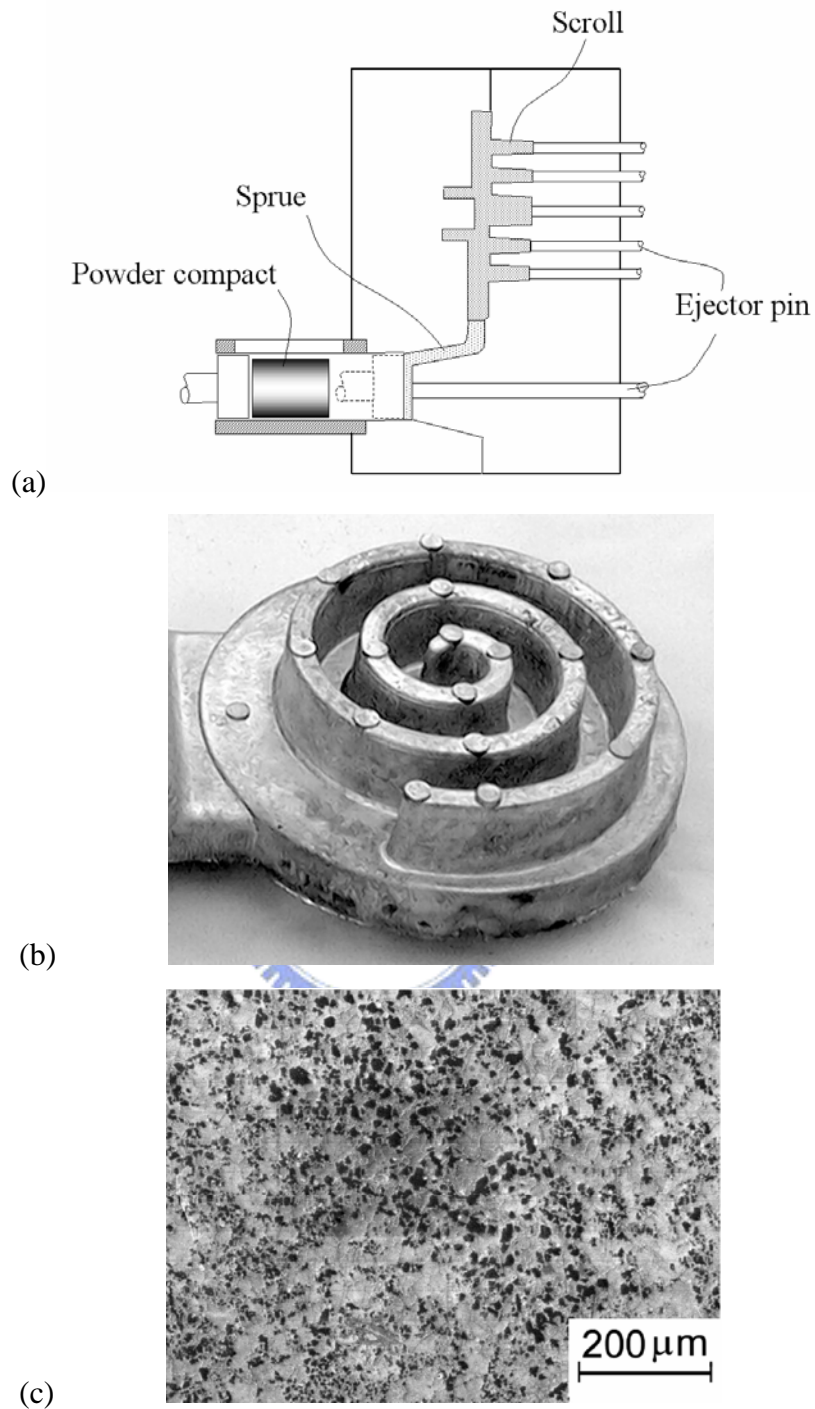 Scroll
Sprue
Powder compact
Ejector pin
(a)
(b)
(c)
200 μm